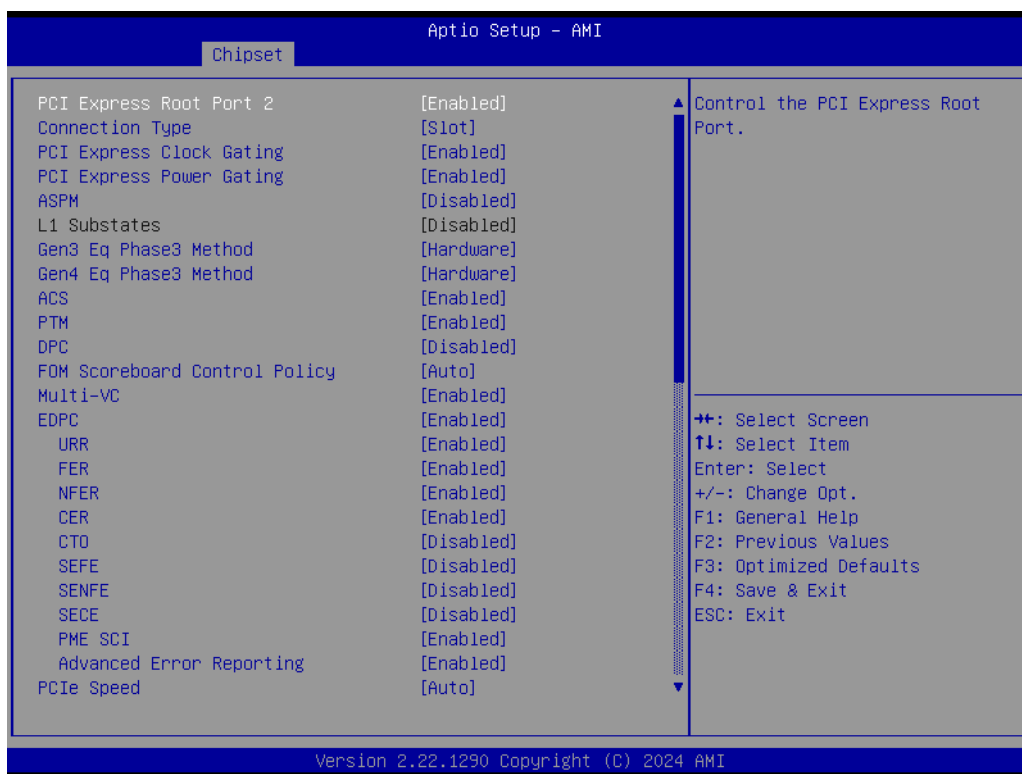 Aptio Setup – AMI
Chipset
PCI Express Root Port 2 [Enabled]
Connection Type [Slot]
PCI Express Clock Gating [Enabled]
PCI Express Power Gating [Enabled]
ASPM [Disabled]
L1 Substates [Disabled]
Gen3 Eq Phase3 Method [Hardware]
Gen4 Eq Phase3 Method [Hardware]
ACS [Enabled]
PTM [Enabled]
DPC [Disabled]
FOM Scoreboard Control Policy [Auto]
Multi-VC [Enabled]
EDPC [Enabled]
URR [Enabled]
FER [Enabled]
NFER [Enabled]
CER [Enabled]
CTO [Disabled]
SEFE [Disabled]
SENFE [Disabled]
SECE [Disabled]
PME SCI [Enabled]
Advanced Error Reporting [Enabled]
PCIe Speed [Auto]
Control the PCI Express Root
Port.
→←: Select Screen
↑↓: Select Item
Enter: Select
+/-: Change Opt.
F1: General Help
F2: Previous Values
F3: Optimized Defaults
F4: Save & Exit
ESC: Exit
Version 2.22.1290 Copyright (C) 2024 AMI